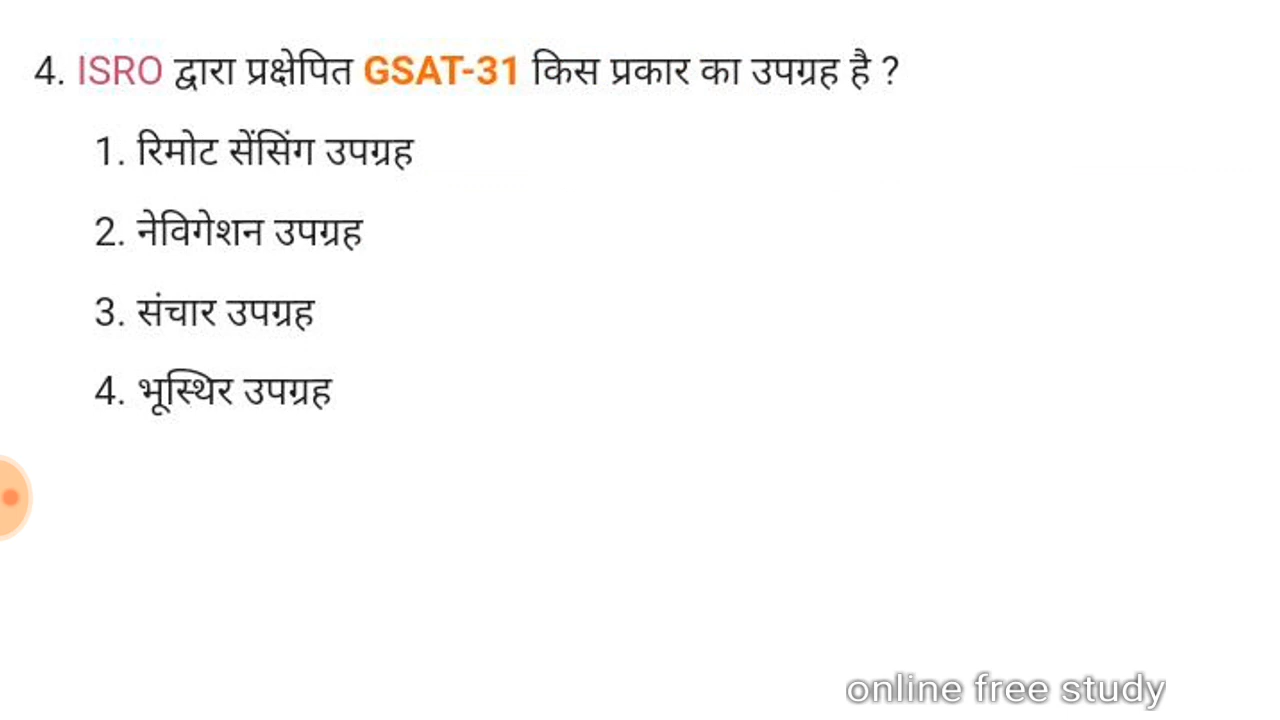 4. ISRO द्वारा प्रक्षेपित GSAT-31 किस प्रकार का उपग्रह है ?
1. रिमोट सेंसिंग उपग्रह
2. नेविगेशन उपग्रह
3. संचार उपग्रह
4. भूस्थिर उपग्रह
online free study